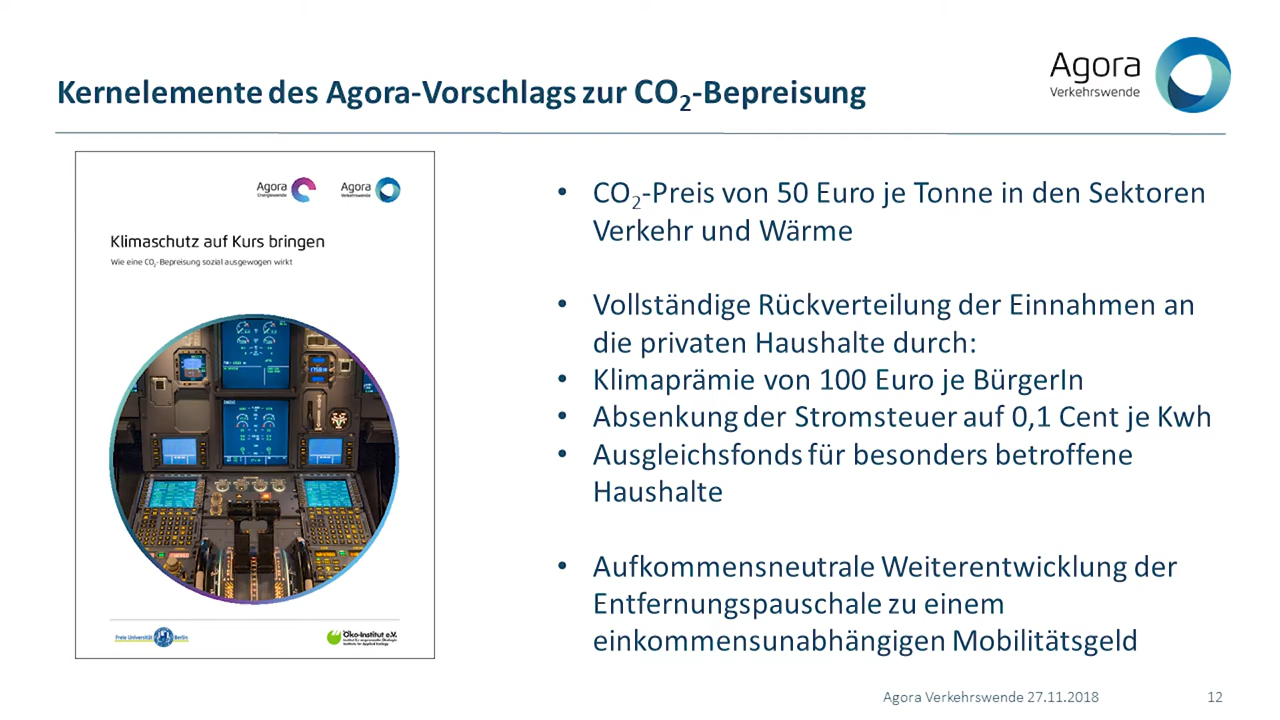 Kernelemente des Agora-Vorschlags zur CO₂-Bepreisung
Agora
Verkehrswende
Agora
Energiewende
Agora
Verkehrswende
Klimaschutz auf Kurs bringen
Wie eine CO₂-Bepreisung sozial ausgewogen wirkt
Freie Universität Berlin
Öko-Institut e.V.
Institut für angewandte Ökologie
Institute for Applied Ecology
• CO₂-Preis von 50 Euro je Tonne in den Sektoren
Verkehr und Wärme
• Vollständige Rückverteilung der Einnahmen an
die privaten Haushalte durch:
• Klimaprämie von 100 Euro je BürgerIn
• Absenkung der Stromsteuer auf 0,1 Cent je Kwh
• Ausgleichsfonds für besonders betroffene
Haushalte
• Aufkommensneutrale Weiterentwicklung der
Entfernungspauschale zu einem
einkommensunabhängigen Mobilitätsgeld
Agora Verkehrswende 27.11.2018
12